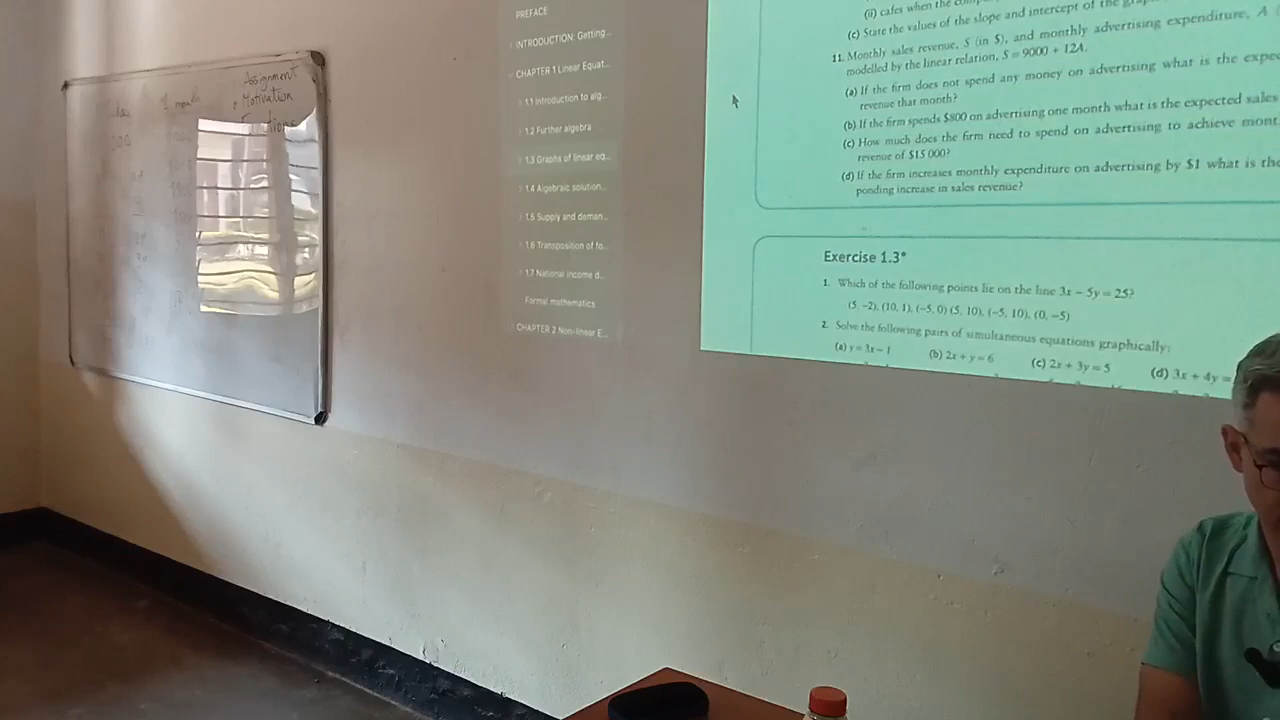 Assignment
Motivation
Functions
PREFACE
INTRODUCTION: Getting...
CHAPTER 1 Linear Equat...
1.1 Introduction to alg...
1.2 Further algebra
1.3 Graphs of linear eq...
1.4 Algebraic solution...
1.5 Supply and deman...
1.6 Transposition of fo...
1.7 National income d...
Formal mathematics
CHAPTER 2 Non-linear E...
(ii) cafes when the
(c) State the values of the slope and intercept of the
11. Monthly sales revenue, S (in $), and monthly advertising expenditure, A
modelled by the linear relation, S = 9000 + 12A.
(a) If the firm does not spend any money on advertising what is the expec
revenue that month?
(b) If the firm spends $800 on advertising one month what is the expected sales
(c) How much does the firm need to spend on advertising to achieve mont
revenue of $15 000?
(d) If the firm increases monthly expenditure on advertising by $1 what is the
ponding increase in sales revenue?
Exercise 1.3*
1. Which of the following points lie on the line 3x − 5y = 25?
(5, −2), (10, 1), (−5, 0) (5, 10), (−5, 10), (0, −5)
2. Solve the following pairs of simultaneous equations graphically:
(a) y = 3x − 1 (b) 2x + y = 6 (c) 2x + 3y = 5 (d) 3x + 4y =